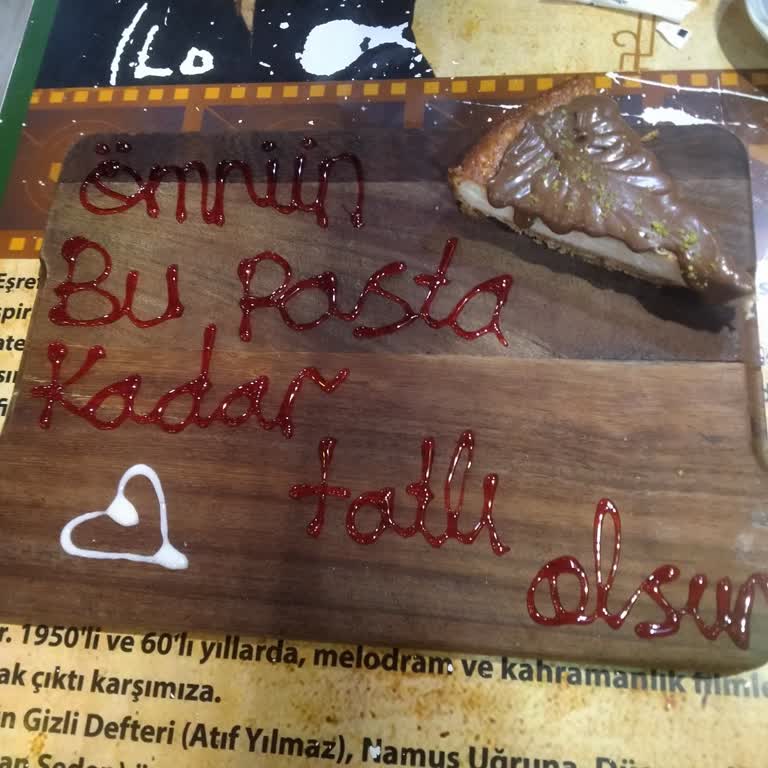 ömnün
Bu Pasta
Kadar
tatlı
olsun
r. 1950'li ve 60'lı yıllarda, melodram ve kahramanlık filmle
ak çıktı karşımıza.
n Gizli Defteri (Atıf Yılmaz), Namus Uğruna